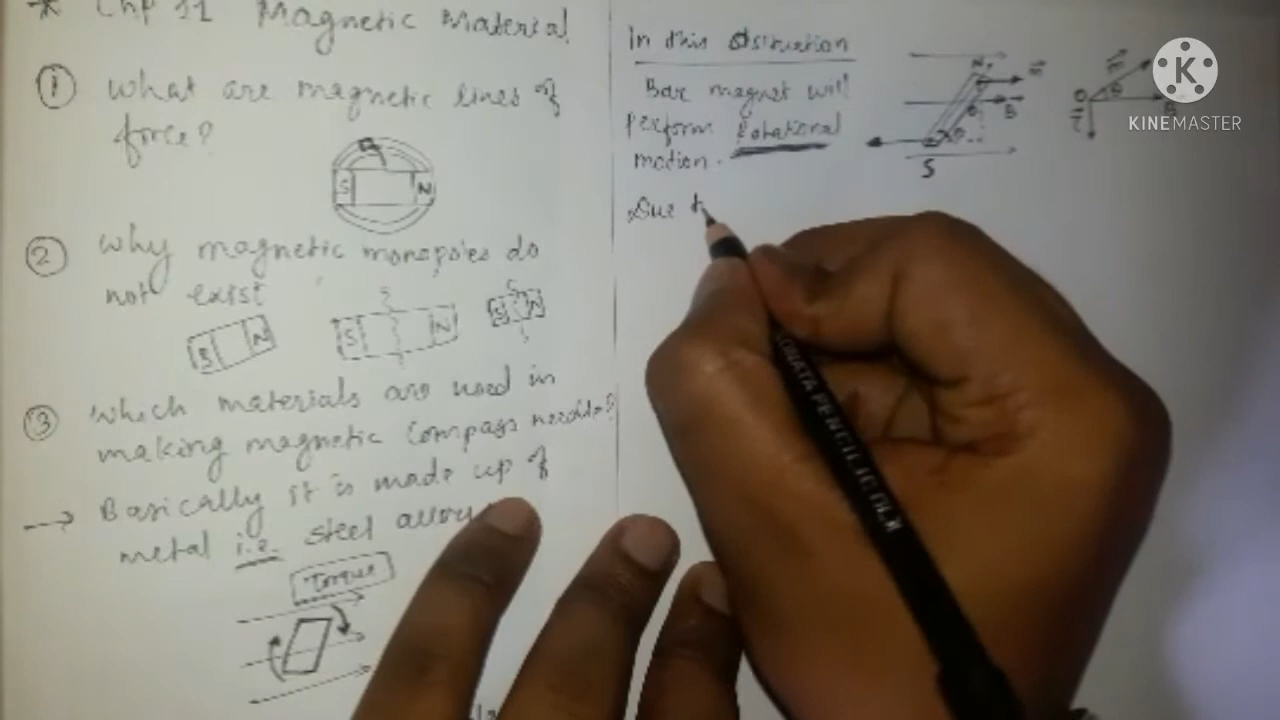 * Chp 11 Magnetic Material
① What are magnetic lines of
force?
S N
② Why magnetic monopoles do
not exist
S N
S N
S N
③ Which materials are used in
making magnetic Compass needle?
→ Basically it is made up of
metal i.e. steel alloy
Torque
In this situation
Bar magnet will
perform Rotational
motion.
Due t
S
θ
B
O
θ
B
K
KINEMASTER
SONATA PENCILIC